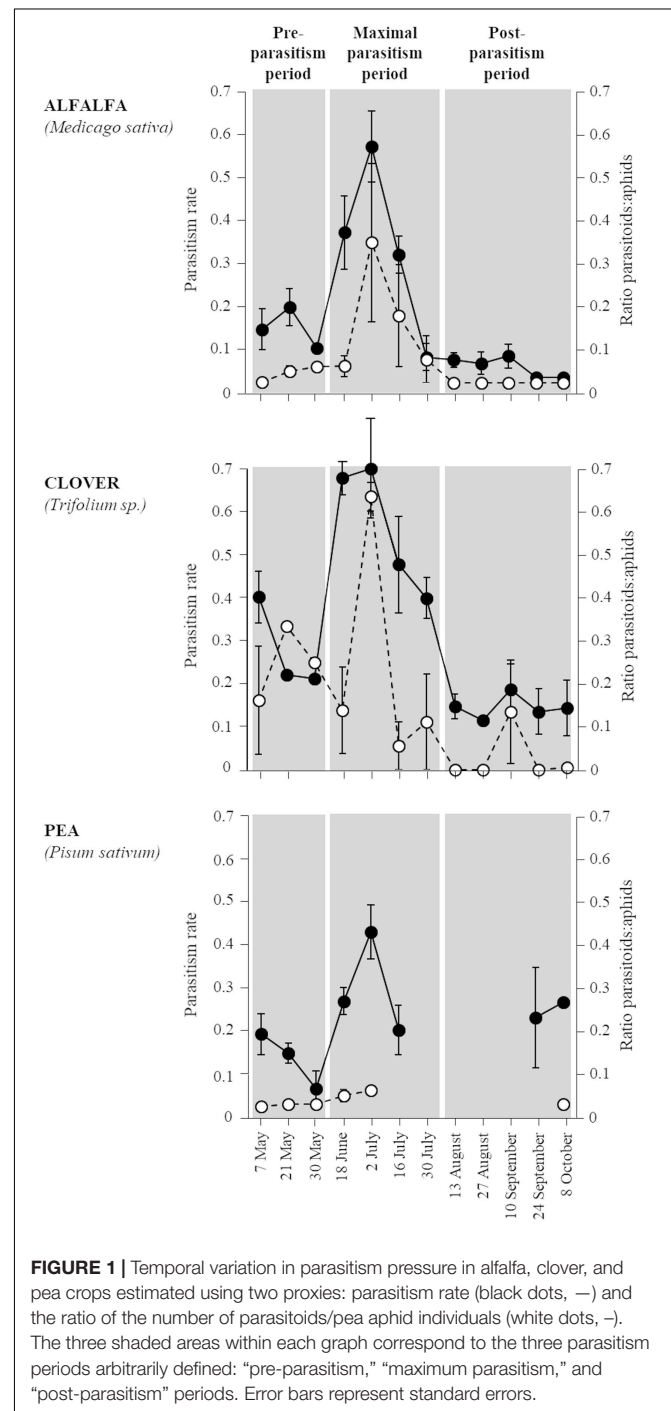 Pre-
parasitism
period
Maximal
parasitism
period
Post-
parasitism
period
ALFALFA
(Medicago sativa)
Parasitism rate
0.7
0.6
0.5
0.4
0.3
0.2
0.1
0
0.7
0.6
0.5
0.4
0.3
0.2
0.1
0
Ratio parasitoids:aphids
CLOVER
(Trifolium sp.)
Parasitism rate
0.7
0.6
0.5
0.4
0.3
0.2
0.1
0
0.7
0.6
0.5
0.4
0.3
0.2
0.1
0
Ratio parasitoids:aphids
PEA
(Pisum sativum)
Parasitism rate
0.7
0.6
0.5
0.4
0.3
0.2
0.1
0
0.7
0.6
0.5
0.4
0.3
0.2
0.1
0
Ratio parasitoids:aphids
7 May
21 May
30 May
18 June
2 July
16 July
30 July
13 August
27 August
10 September
24 September
8 October
FIGURE 1 | Temporal variation in parasitism pressure in alfalfa, clover, and
pea crops estimated using two proxies: parasitism rate (black dots, —) and
the ratio of the number of parasitoids/pea aphid individuals (white dots, –).
The three shaded areas within each graph correspond to the three parasitism
periods arbitrarily defined: “pre-parasitism,” “maximum parasitism,” and
“post-parasitism” periods. Error bars represent standard errors.